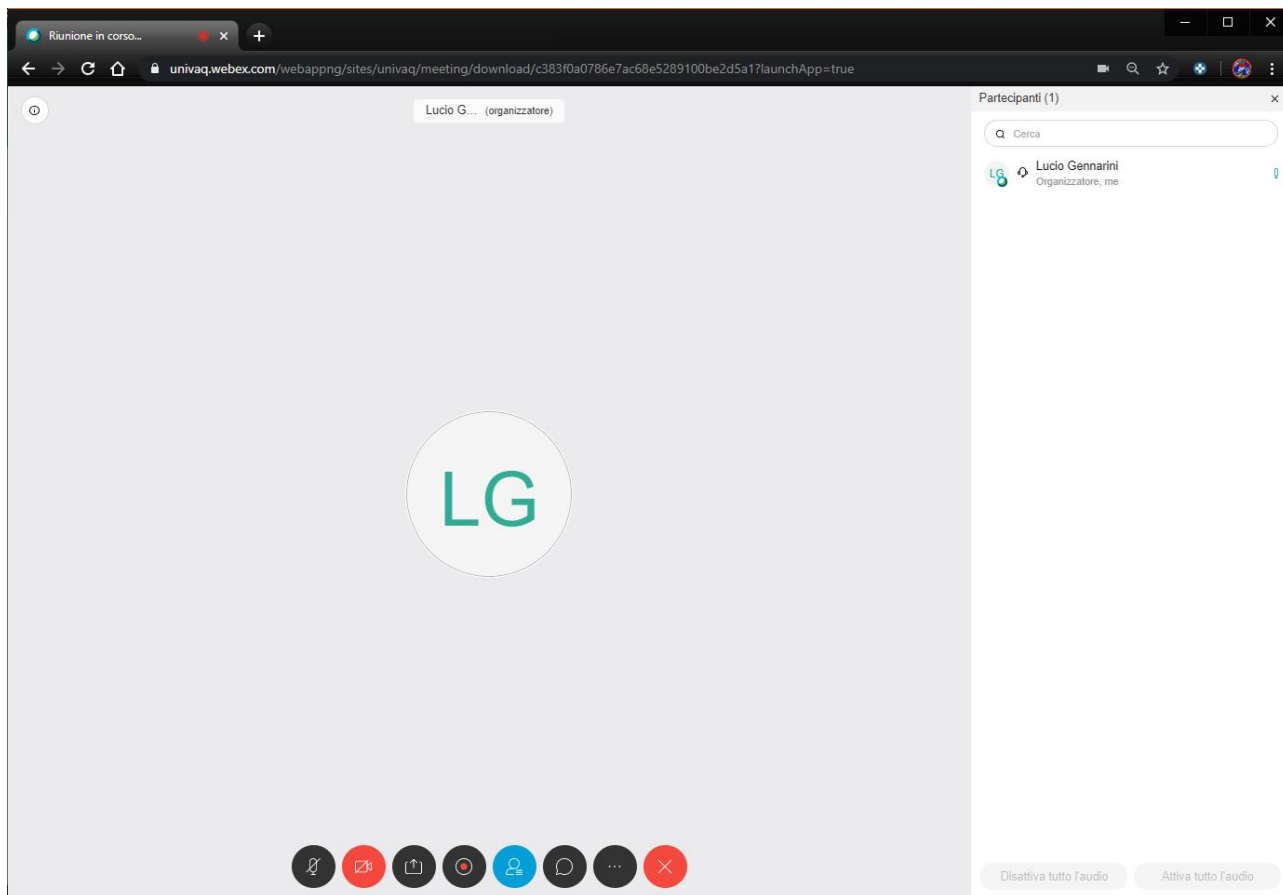 Riunione in corso...
univaq.webex.com/webappng/sites/univaq/meeting/download/c383f0a0786e7ac68e5289100be2d5a1?launchApp=true
Lucio G... (organizzatore)
Partecipanti (1)
Cerca
LG
Lucio Gennarini
Organizzatore, me
LG
Disattiva tutto l'audio
Attiva tutto l'audio